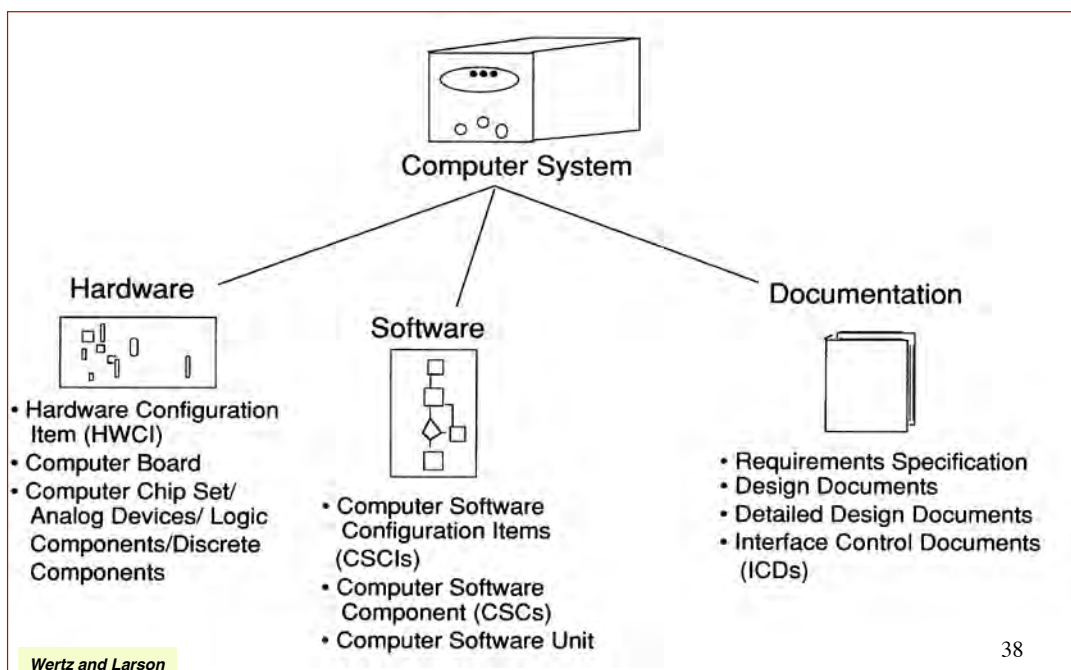 Computer System
Hardware
• Hardware Configuration
Item (HWCI)
• Computer Board
• Computer Chip Set/
Analog Devices/ Logic
Components/Discrete
Components
Software
• Computer Software
Configuration Items
(CSCIs)
• Computer Software
Component (CSCs)
• Computer Software Unit
Documentation
• Requirements Specification
• Design Documents
• Detailed Design Documents
• Interface Control Documents
(ICDs)
Wertz and Larson
38